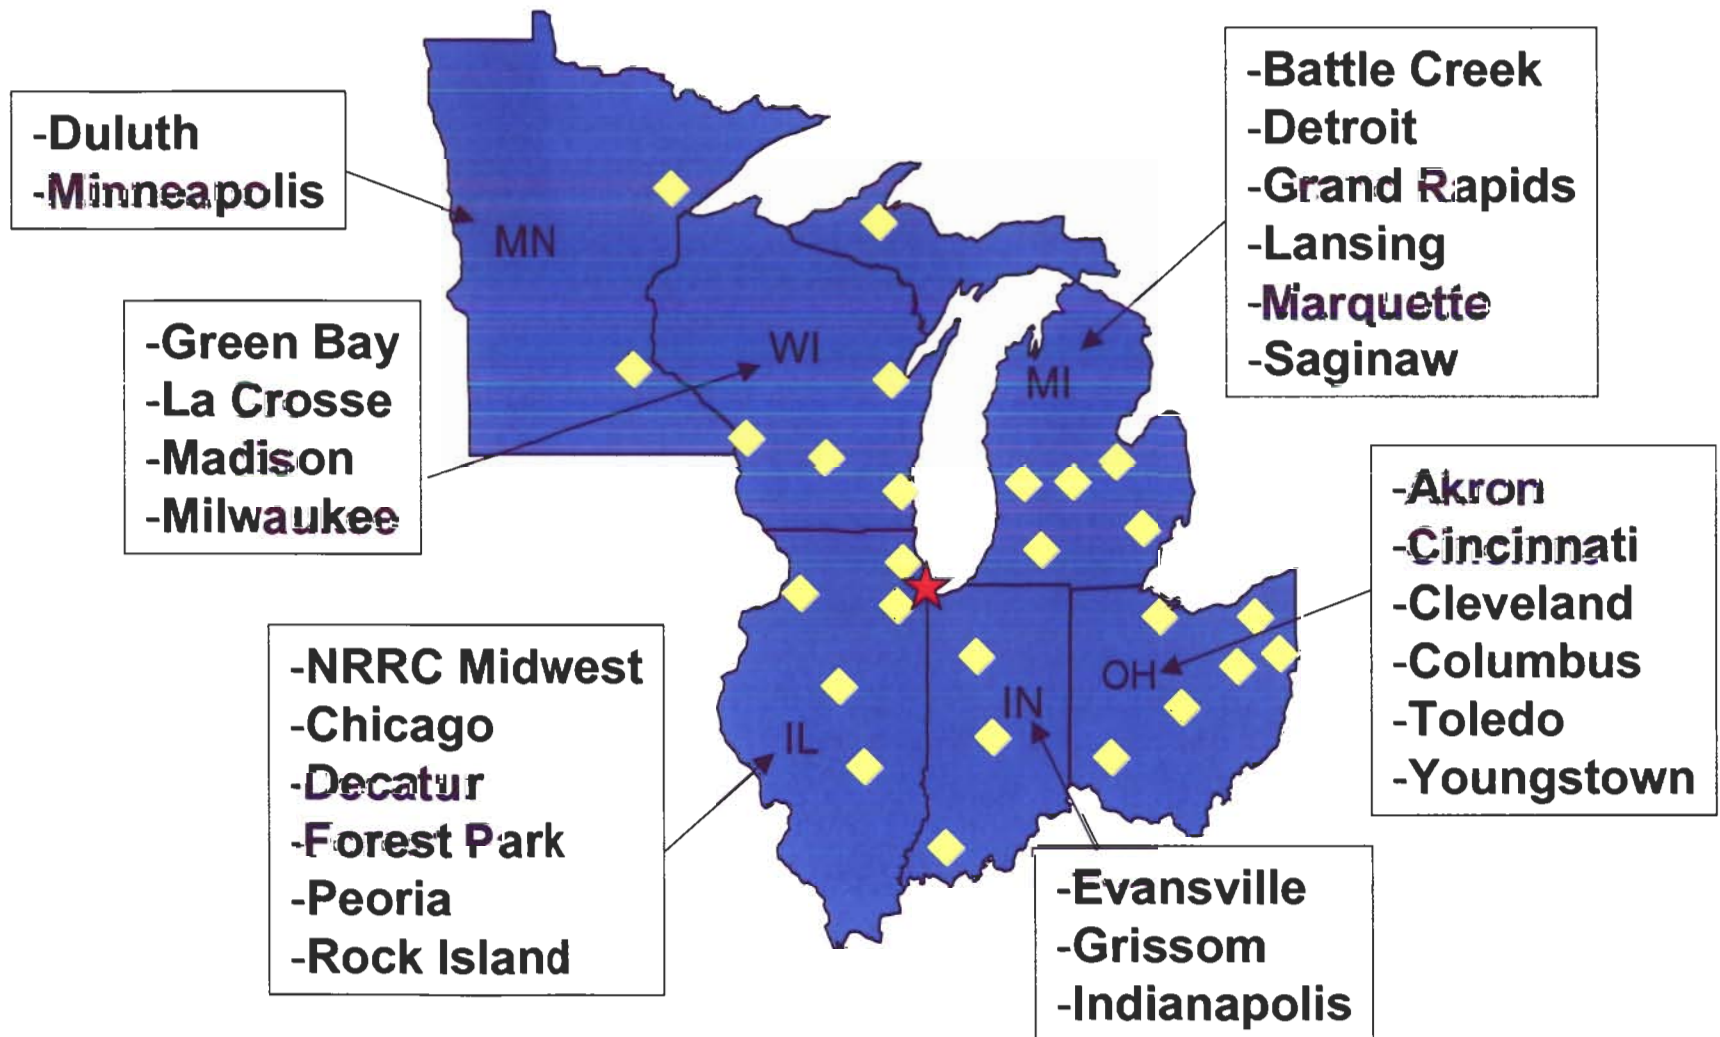 -Duluth
-Minneapolis
-Green Bay
-La Crosse
-Madison
-Milwaukee
-NRRC Midwest
-Chicago
-Decatur
-Forest Park
-Peoria
-Rock Island
-Battle Creek
-Detroit
-Grand Rapids
-Lansing
-Marquette
-Saginaw
-Akron
-Cincinnati
-Cleveland
-Columbus
-Toledo
-Youngstown
-Evansville
-Grissom
-Indianapolis
MN
WI
MI
IL
IN
OH